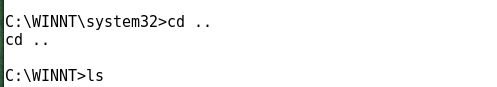 C:\WINNT\system32>cd ..
cd ..
C:\WINNT>ls